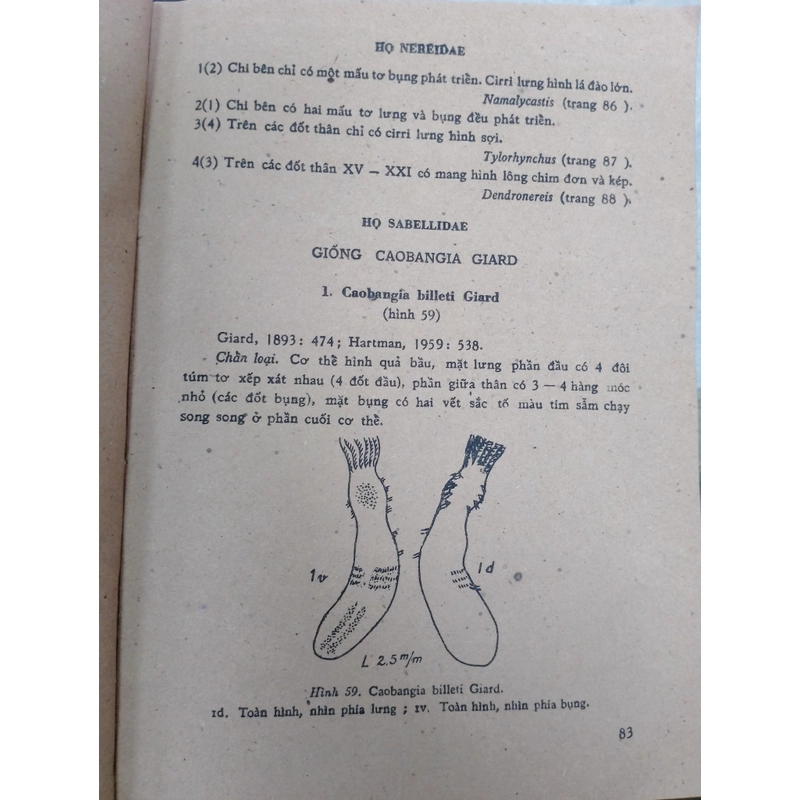 HỌ NEREIDAE
1(2) Chi bên chỉ có một mấu tơ bụng phát triển. Cirri lưng hình lá đào lớn.
Namalycastis (trang 86 ).
2(1) Chi bên có hai mấu tơ lưng và bụng đều phát triển.
3(4) Trên các đốt thân chỉ có cirri lưng hình sợi.
Tylorhynchus (trang 87 ).
4(3) Trên các đốt thân XV — XXI có mang hình lông chim đơn và kép.
Dendronereis (trang 88 ).
HỌ SABELLIDAE
GIỐNG CAOBANGIA GIARD
1. Caobangia billeti Giard
(hình 59)
Giard, 1893: 474; Hartman, 1959: 538.
Chẩn loại. Cơ thể hình quả bầu, mặt lưng phần đầu có 4 đôi
túm tơ xếp xát nhau (4 đốt đầu), phần giữa thân có 3 — 4 hàng móc
nhỏ (các đốt bụng), mặt bụng có hai vết sắc tố màu tím sẫm chạy
song song ở phần cuối cơ thể.
1v
1d
L 2.5 m/m
Hình 59. Caobangia billeti Giard.
1d. Toàn hình, nhìn phía lưng ; 1v. Toàn hình, nhìn phía bụng.
83